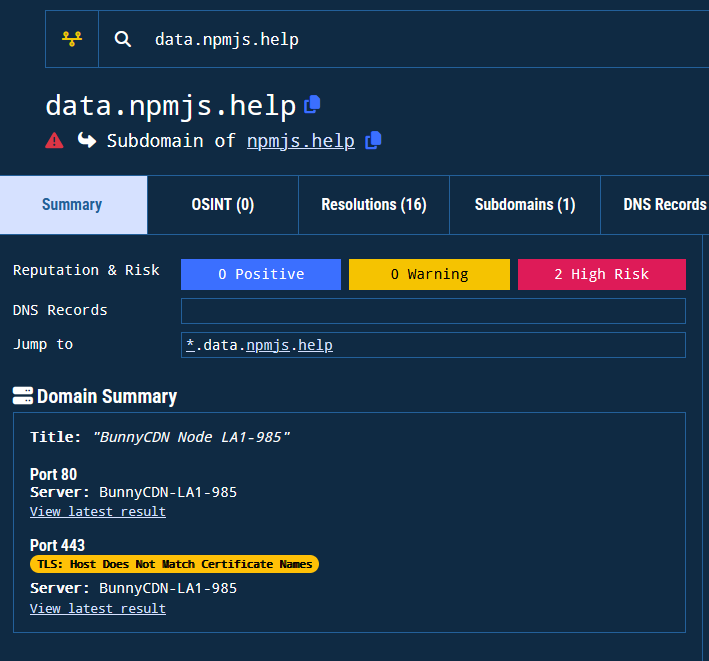 data.npmjs.help
data.npmjs.help
Subdomain of npmjs.help
Summary OSINT (0) Resolutions (16) Subdomains (1) DNS Records
Reputation & Risk 0 Positive 0 Warning 2 High Risk
DNS Records
Jump to *.data.npmjs.help
Domain Summary
Title: "BunnyCDN Node LA1-985"
Port 80
Server: BunnyCDN-LA1-985
View latest result
Port 443
TLS: Host Does Not Match Certificate Names
Server: BunnyCDN-LA1-985
View latest result